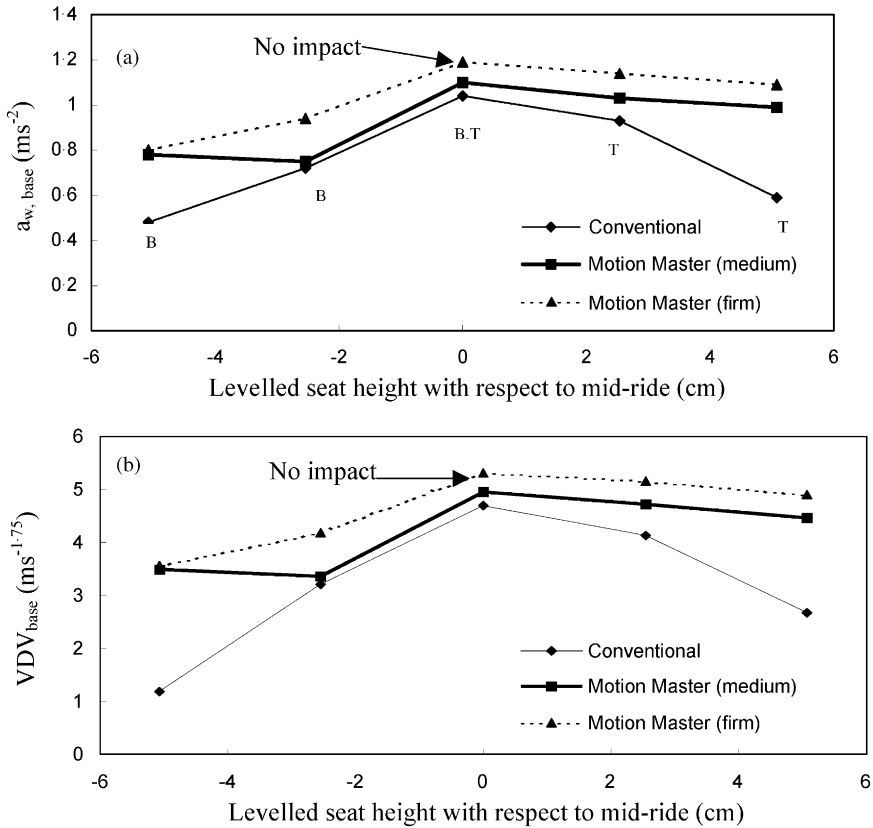 (a)
No impact
1·4
1·2
1
0·8
0·6
0·4
0·2
0
a_w, base (ms^-2)
B
B
B.T
T
T
Conventional
Motion Master (medium)
Motion Master (firm)
-6 -4 -2 0 2 4 6
Levelled seat height with respect to mid-ride (cm)
(b)
No impact
6
5
4
3
2
1
0
VDV_base (ms^-1·75)
Conventional
Motion Master (medium)
Motion Master (firm)
-6 -4 -2 0 2 4 6
Levelled seat height with respect to mid-ride (cm)